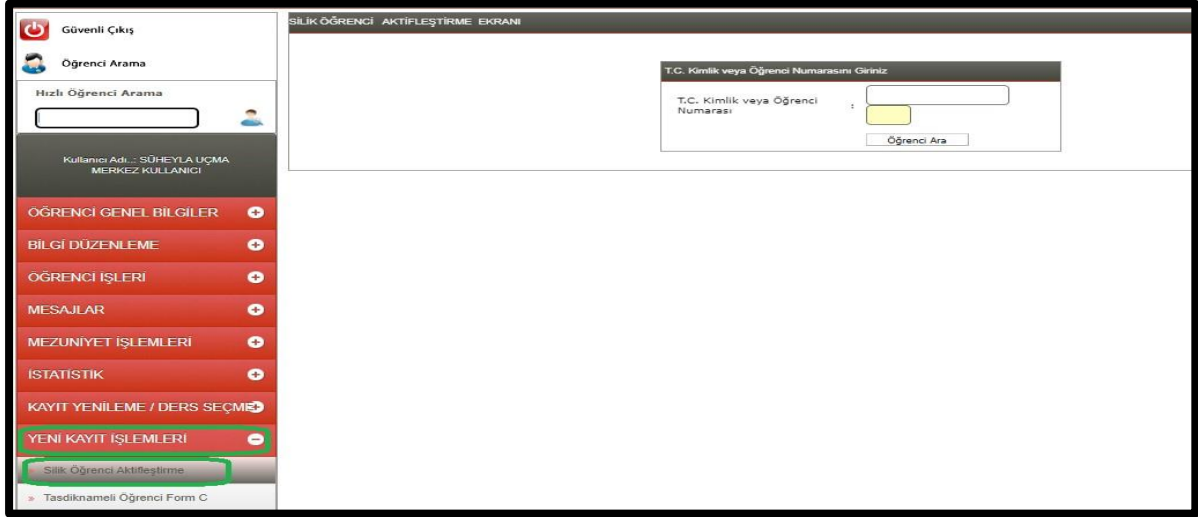 Güvenli Çıkış
Öğrenci Arama
Hızlı Öğrenci Arama
Kullanıcı Adı..: SÜHEYLA UÇMA
MERKEZ KULLANICI
ÖĞRENCİ GENEL BİLGİLER
BİLGİ DÜZENLEME
ÖĞRENCİ İŞLERİ
MESAJLAR
MEZUNİYET İŞLEMLERİ
İSTATİSTİK
KAYIT YENİLEME / DERS SEÇME
YENİ KAYIT İŞLEMLERİ
» Silik Öğrenci Aktifleştirme
» Tasdiknameli Öğrenci Form C
SİLİK ÖĞRENCİ AKTİFLEŞTİRME EKRANI
T.C. Kimlik veya Öğrenci Numarasını Giriniz
T.C. Kimlik veya Öğrenci :
Numarası
Öğrenci Ara